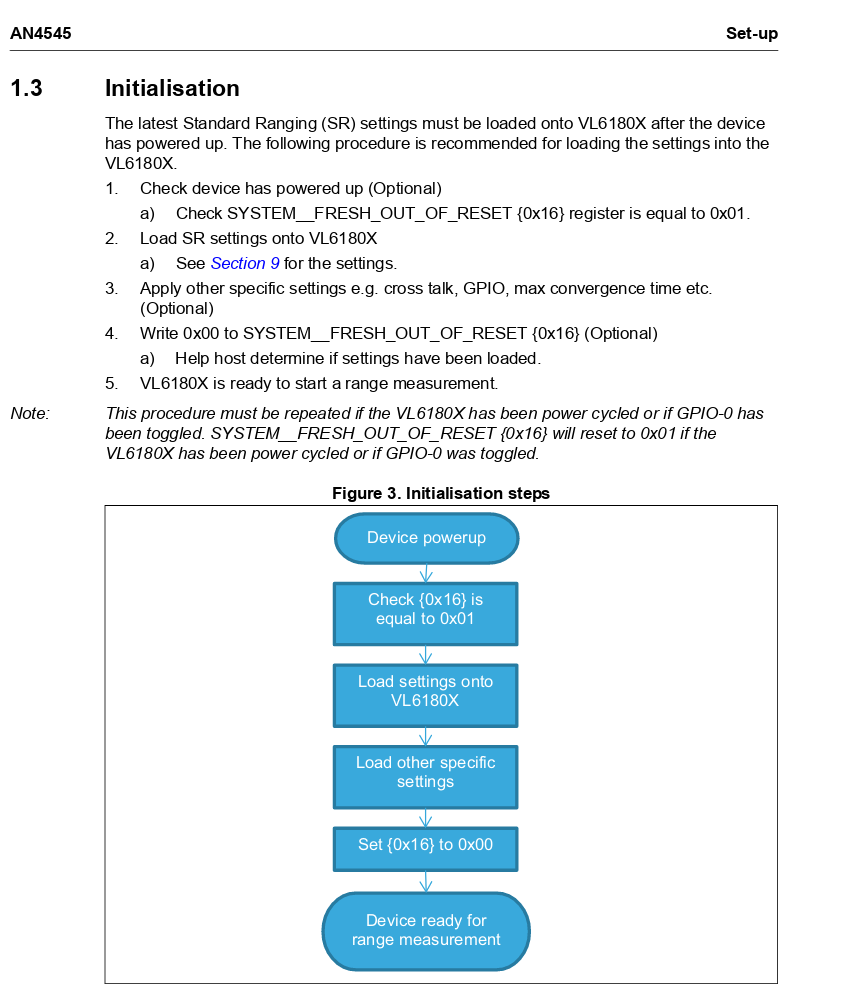 AN4545 Set-up
1.3 Initialisation
The latest Standard Ranging (SR) settings must be loaded onto VL6180X after the device
has powered up. The following procedure is recommended for loading the settings into the
VL6180X.
1. Check device has powered up (Optional)
a) Check SYSTEM__FRESH_OUT_OF_RESET {0x16} register is equal to 0x01.
2. Load SR settings onto VL6180X
a) See Section 9 for the settings.
3. Apply other specific settings e.g. cross talk, GPIO, max convergence time etc.
(Optional)
4. Write 0x00 to SYSTEM__FRESH_OUT_OF_RESET {0x16} (Optional)
a) Help host determine if settings have been loaded.
5. VL6180X is ready to start a range measurement.
Note: This procedure must be repeated if the VL6180X has been power cycled or if GPIO-0 has
been toggled. SYSTEM__FRESH_OUT_OF_RESET {0x16} will reset to 0x01 if the
VL6180X has been power cycled or if GPIO-0 was toggled.
Figure 3. Initialisation steps
Device powerup
Check {0x16} is
equal to 0x01
Load settings onto
VL6180X
Load other specific
settings
Set {0x16} to 0x00
Device ready for
range measurement